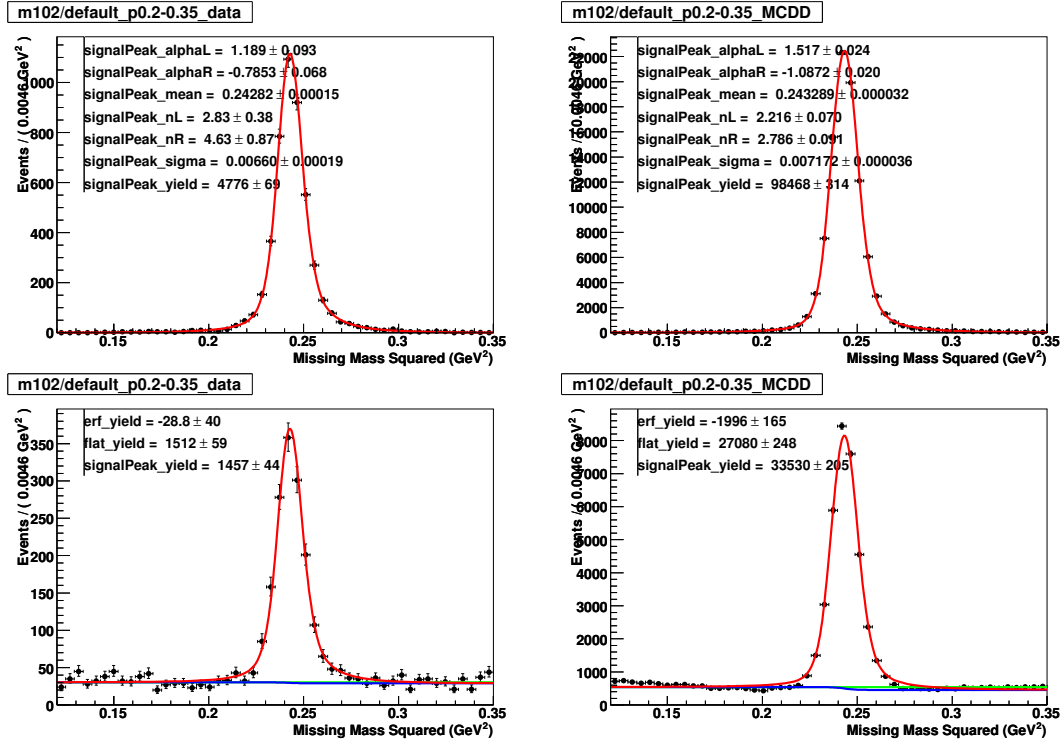 m102/default_p0.2-0.35_data
signalPeak_alphaL = 1.189 ± 0.093
signalPeak_alphaR = -0.7853 ± 0.068
signalPeak_mean = 0.24282 ± 0.00015
signalPeak_nL = 2.83 ± 0.38
signalPeak_nR = 4.63 ± 0.87
signalPeak_sigma = 0.00660 ± 0.00019
signalPeak_yield = 4776 ± 69
Events / ( 0.0046 GeV²)
1000
800
600
400
200
0
0.15 0.2 0.25 0.3 0.35
Missing Mass Squared (GeV²)
m102/default_p0.2-0.35_MCDD
signalPeak_alphaL = 1.517 ± 0.024
signalPeak_alphaR = -1.0872 ± 0.020
signalPeak_mean = 0.243289 ± 0.000032
signalPeak_nL = 2.216 ± 0.070
signalPeak_nR = 2.786 ± 0.091
signalPeak_sigma = 0.007172 ± 0.000036
signalPeak_yield = 98468 ± 314
Events / ( 0.0046 GeV²)
22000
20000
18000
16000
14000
12000
10000
8000
6000
4000
2000
0
0.15 0.2 0.25 0.3 0.35
Missing Mass Squared (GeV²)
m102/default_p0.2-0.35_data
erf_yield = -28.8 ± 40
flat_yield = 1512 ± 59
signalPeak_yield = 1457 ± 44
Events / ( 0.0046 GeV²)
350
300
250
200
150
100
50
0
0.15 0.2 0.25 0.3 0.35
Missing Mass Squared (GeV²)
m102/default_p0.2-0.35_MCDD
erf_yield = -1996 ± 165
flat_yield = 27080 ± 248
signalPeak_yield = 33530 ± 205
Events / ( 0.0046 GeV²)
8000
7000
6000
5000
4000
3000
2000
1000
0
0.15 0.2 0.25 0.3 0.35
Missing Mass Squared (GeV²)